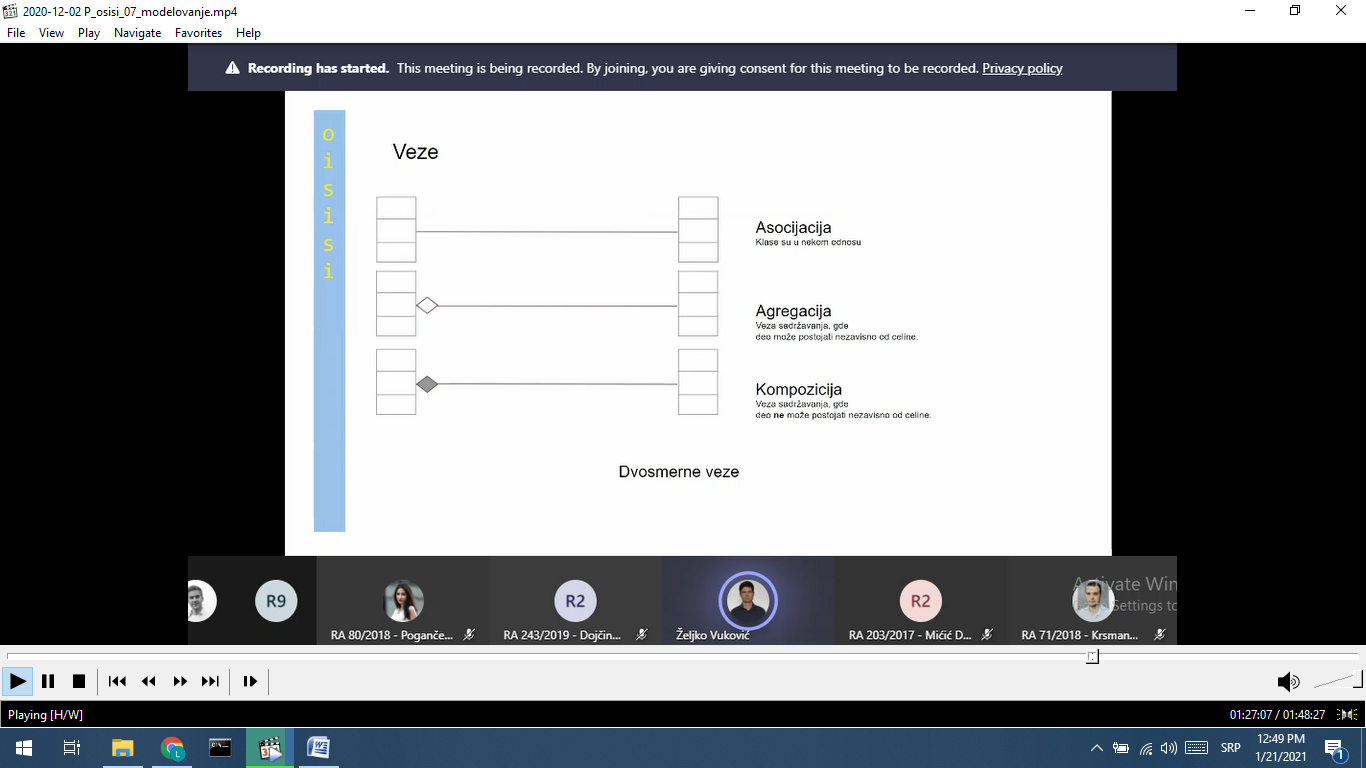 2020-12-02 P_osisi_07_modelovanje.mp4
File View Play Navigate Favorites Help
Recording has started. This meeting is being recorded. By joining, you are giving consent for this meeting to be recorded. Privacy policy
o
i
s
i
s
i
Veze
Asocijacija
Klase su u nekom odnosu
Agregacija
Veza sadržavanja, gde
deo može postojati nezavisno od celine.
Kompozicija
Veza sadržavanja, gde
deo ne može postojati nezavisno od celine.
Dvosmerne veze
R9
R2
R2
Activate Win
Settings to
RA 80/2018 - Poganče...
RA 243/2019 - Dojčin...
Željko Vuković
RA 203/2017 - Mićić D...
RA 71/2018 - Krsman...
Playing [H/W]
01:27:07 / 01:48:27
SRP
12:49 PM
1/21/2021
1